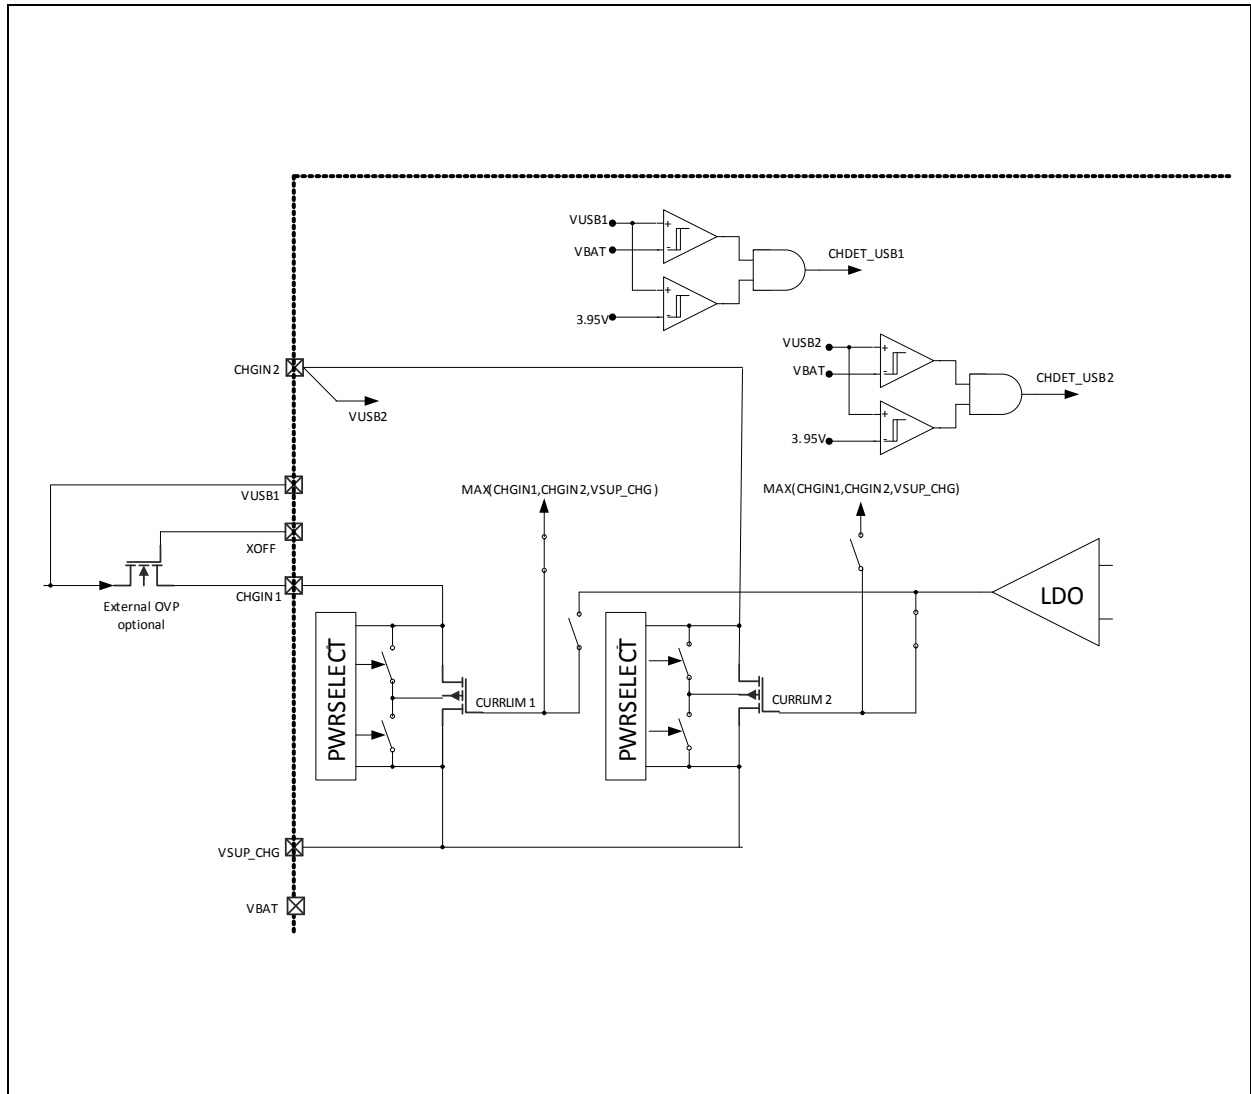 VUSB1
VBAT
3.95V
+
-
+
-
CHDET_USB1
VUSB2
VBAT
3.95V
+
-
+
-
CHDET_USB2
CHGIN2
VUSB2
VUSB1
XOFF
CHGIN1
External OVP
optional
MAX(CHGIN1,CHGIN2,VSUP_CHG )
MAX(CHGIN1,CHGIN2,VSUP_CHG)
LDO
PWRSELECT
CURRLIM 1
PWRSELECT
CURRLIM 2
VSUP_CHG
VBAT